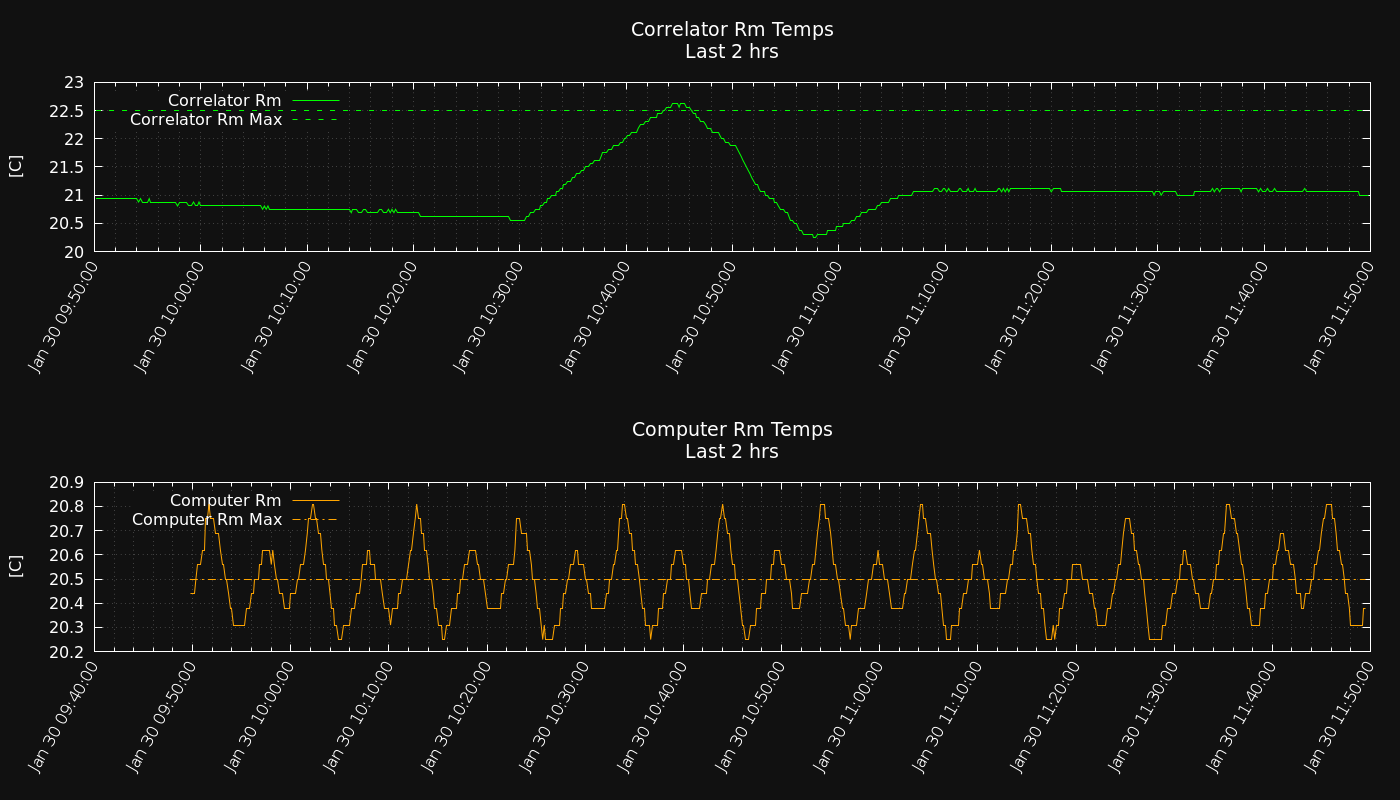 Correlator Rm Temps
Last 2 hrs
23
22.5
22
21.5
21
20.5
20
[C]
Correlator Rm
Correlator Rm Max
Jan 30 09:50:00
Jan 30 10:00:00
Jan 30 10:10:00
Jan 30 10:20:00
Jan 30 10:30:00
Jan 30 10:40:00
Jan 30 10:50:00
Jan 30 11:00:00
Jan 30 11:10:00
Jan 30 11:20:00
Jan 30 11:30:00
Jan 30 11:40:00
Jan 30 11:50:00
Computer Rm Temps
Last 2 hrs
20.9
20.8
20.7
20.6
20.5
20.4
20.3
20.2
[C]
Computer Rm
Computer Rm Max
Jan 30 09:40:00
Jan 30 09:50:00
Jan 30 10:00:00
Jan 30 10:10:00
Jan 30 10:20:00
Jan 30 10:30:00
Jan 30 10:40:00
Jan 30 10:50:00
Jan 30 11:00:00
Jan 30 11:10:00
Jan 30 11:20:00
Jan 30 11:30:00
Jan 30 11:40:00
Jan 30 11:50:00